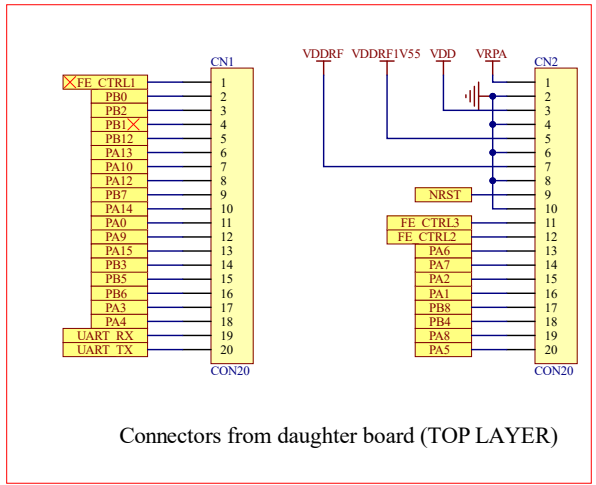 VDDRF VDDRF1V55 VDD VRPA
CN1
FE_CTRL1 1
PB0 2
PB2 3
PB1 4
PB12 5
PA13 6
PA10 7
PA12 8
PB7 9
PA14 10
PA0 11
PA9 12
PA15 13
PB3 14
PB5 15
PB6 16
PA3 17
PA4 18
UART_RX 19
UART_TX 20
CON20
CN2
1
2
3
4
5
6
7
8
NRST 9
10
FE_CTRL3 11
FE_CTRL2 12
PA6 13
PA7 14
PA2 15
PA1 16
PB8 17
PB4 18
PA8 19
PA5 20
CON20
Connectors from daughter board (TOP LAYER)